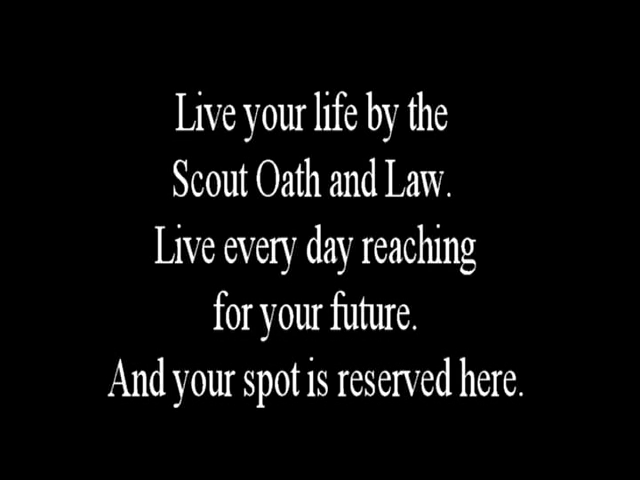 Live your life by the
Scout Oath and Law.
Live every day reaching
for your future.
And your spot is reserved here.